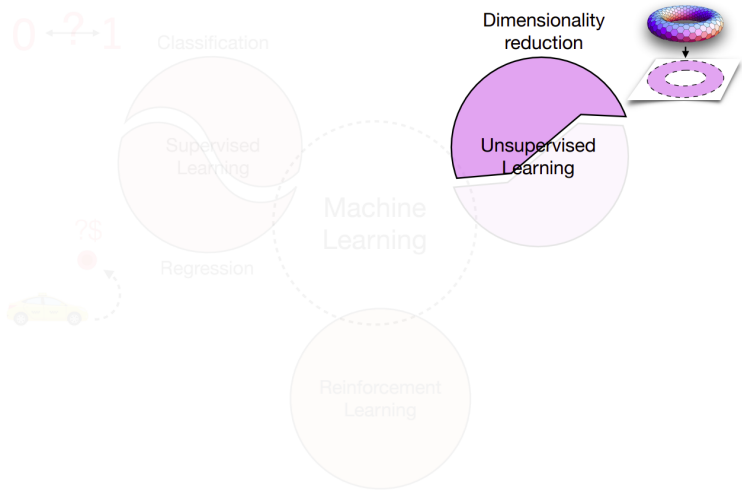 0 ? 1
Classification
Dimensionality
reduction
Supervised
Learning
Unsupervised
Learning
Machine
Learning
?$
Regression
Reinforcement
Learning